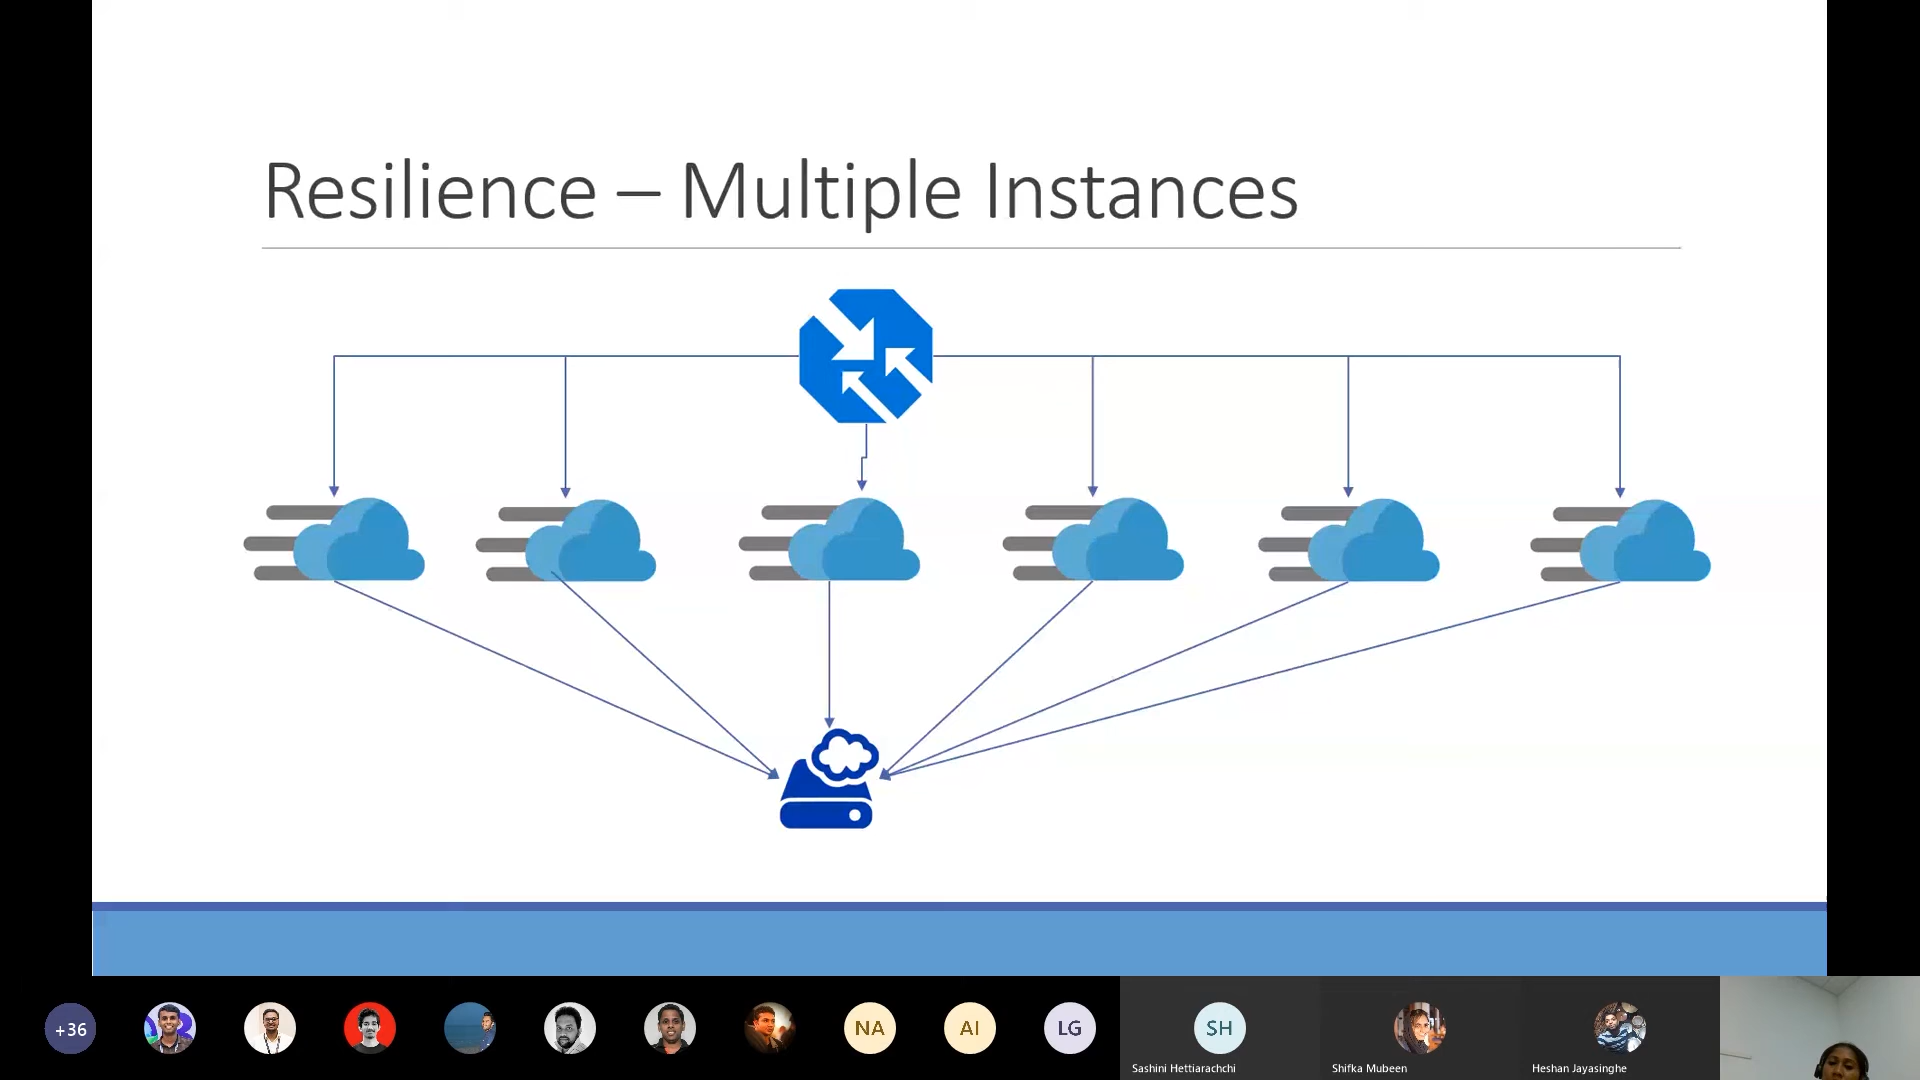 Resilience – Multiple Instances
+36
NA
AI
LG
SH
Sashini Hettiarachchi
Shifka Mubeen
Heshan Jayasinghe